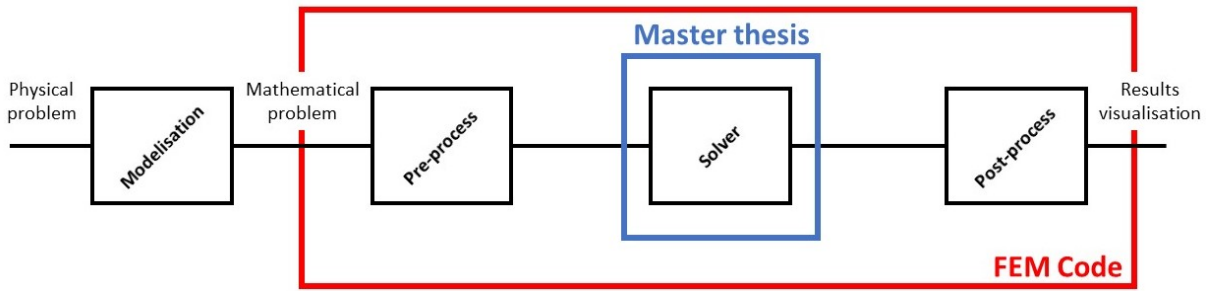 Master thesis
Physical
problem
Modelisation
Mathematical
problem
Pre-process
Solver
Post-process
Results
visualisation
FEM Code